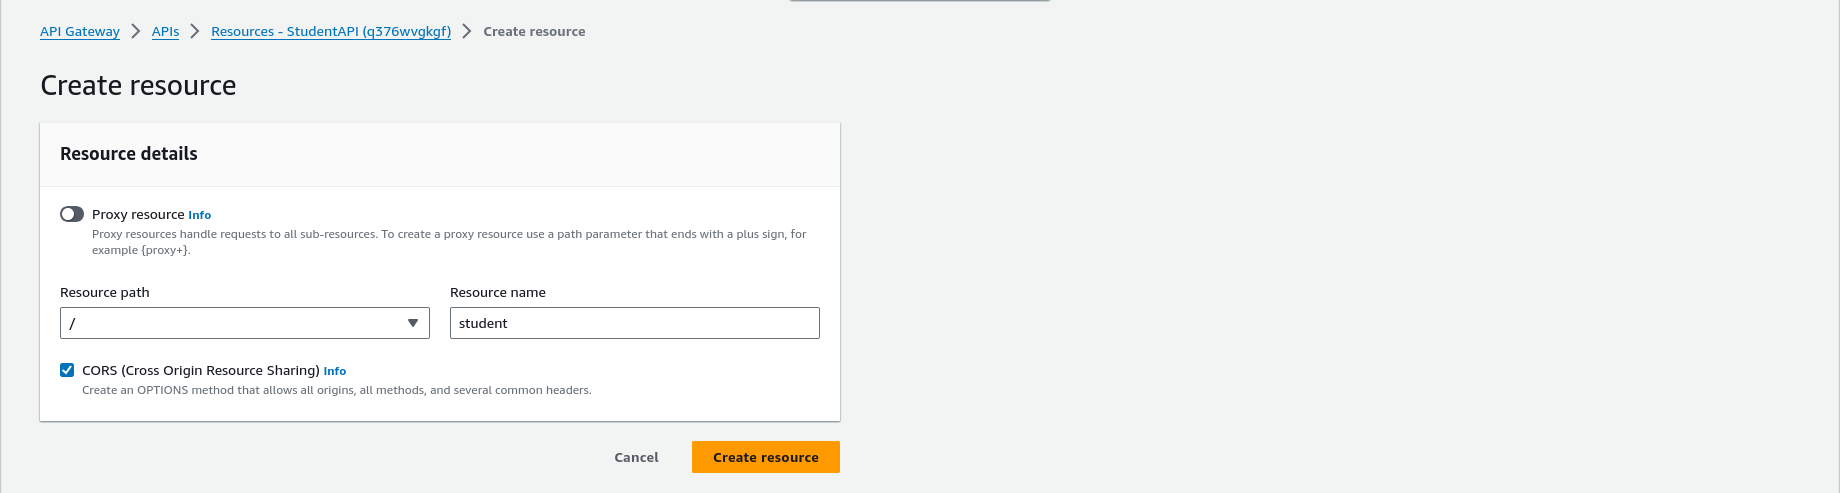 API Gateway > APIs > Resources - StudentAPI (q376wvgkgf) > Create resource
Create resource
Resource details
Proxy resource Info
Proxy resources handle requests to all sub-resources. To create a proxy resource use a path parameter that ends with a plus sign, for
example {proxy+}.
Resource path
/
Resource name
student
CORS (Cross Origin Resource Sharing) Info
Create an OPTIONS method that allows all origins, all methods, and several common headers.
Cancel
Create resource